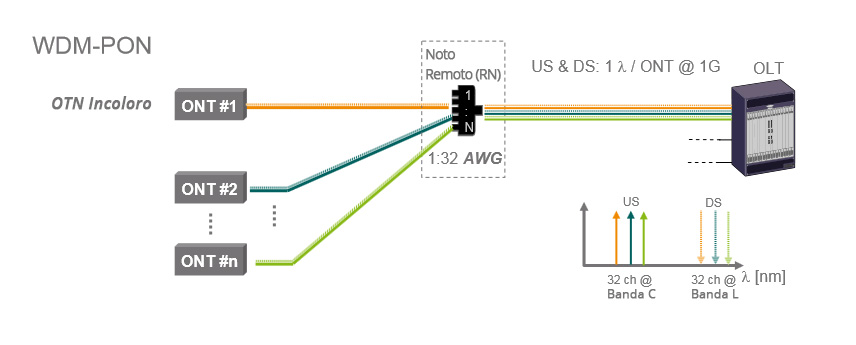 WDM-PON
Noto
Remoto (RN)
US & DS: 1 λ / ONT @ 1G
OLT
OTN Incoloro
ONT #1
1
N
1:32 AWG
ONT #2
ONT #n
US
DS
λ [nm]
32 ch @
Banda C
32 ch @
Banda L